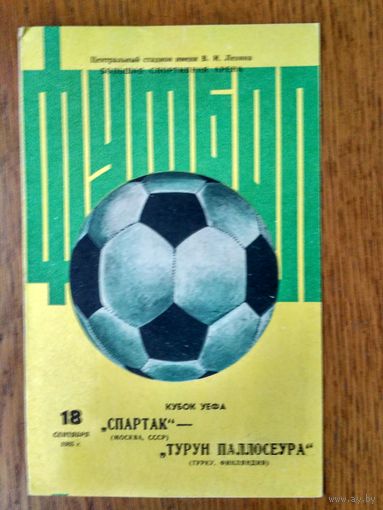 Центральный стадион имени В. И. Ленина
БОЛЬШАЯ СПОРТИВНАЯ АРЕНА
ФУТБОЛ
КУБОК УЕФА
18
СЕНТЯБРЯ
1985 г.
„СПАРТАК“ —
(МОСКВА, СССР)
„ТУРУН ПАЛЛОСЕУРА“
(ТУРКУ, ФИНЛЯНДИЯ)
www.ay.by